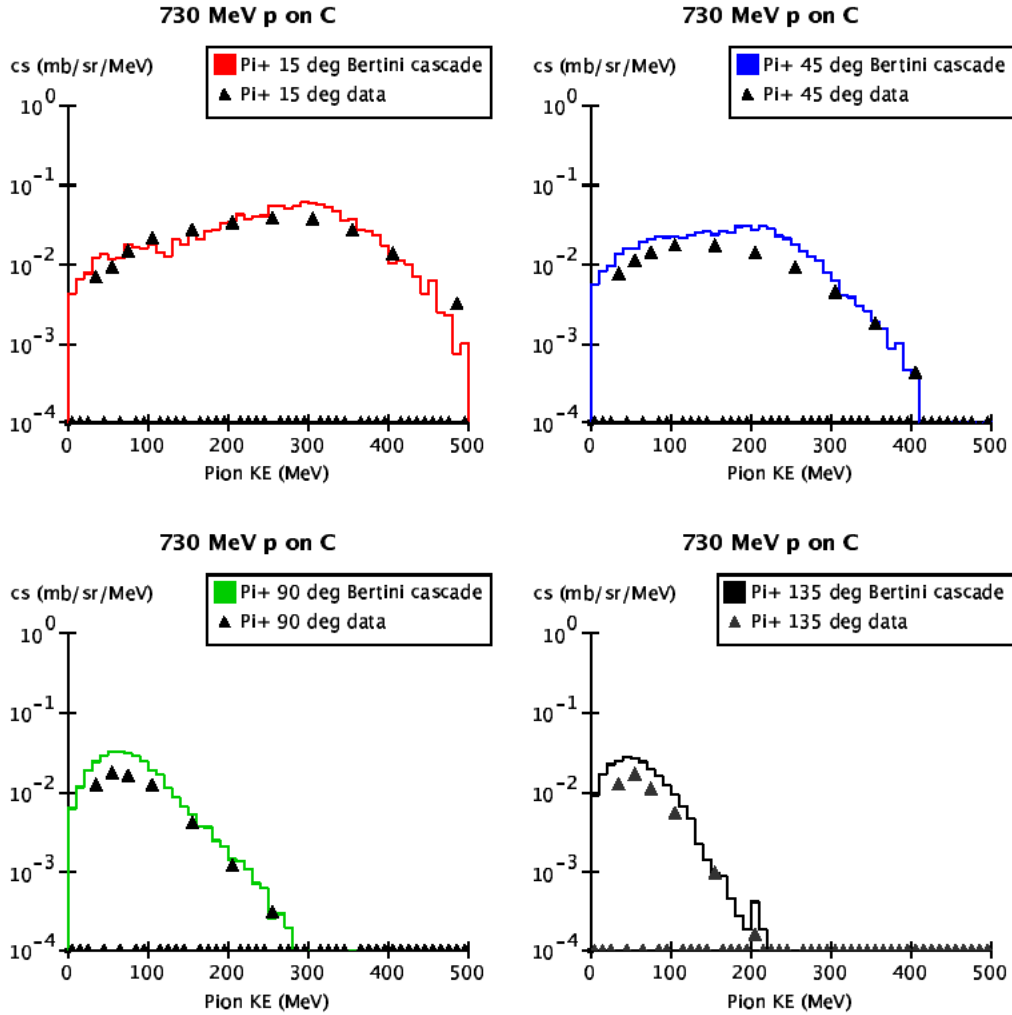 730 MeV p on C
cs (mb/sr/MeV)
Pi+ 15 deg Bertini cascade
Pi+ 15 deg data
10^0
10^-1
10^-2
10^-3
10^-4
0 100 200 300 400 500
Pion KE (MeV)
730 MeV p on C
cs (mb/sr/MeV)
Pi+ 45 deg Bertini cascade
Pi+ 45 deg data
10^0
10^-1
10^-2
10^-3
10^-4
0 100 200 300 400 500
Pion KE (MeV)
730 MeV p on C
cs (mb/sr/MeV)
Pi+ 90 deg Bertini cascade
Pi+ 90 deg data
10^0
10^-1
10^-2
10^-3
10^-4
0 100 200 300 400 500
Pion KE (MeV)
730 MeV p on C
cs (mb/sr/MeV)
Pi+ 135 deg Bertini cascade
Pi+ 135 deg data
10^0
10^-1
10^-2
10^-3
10^-4
0 100 200 300 400 500
Pion KE (MeV)